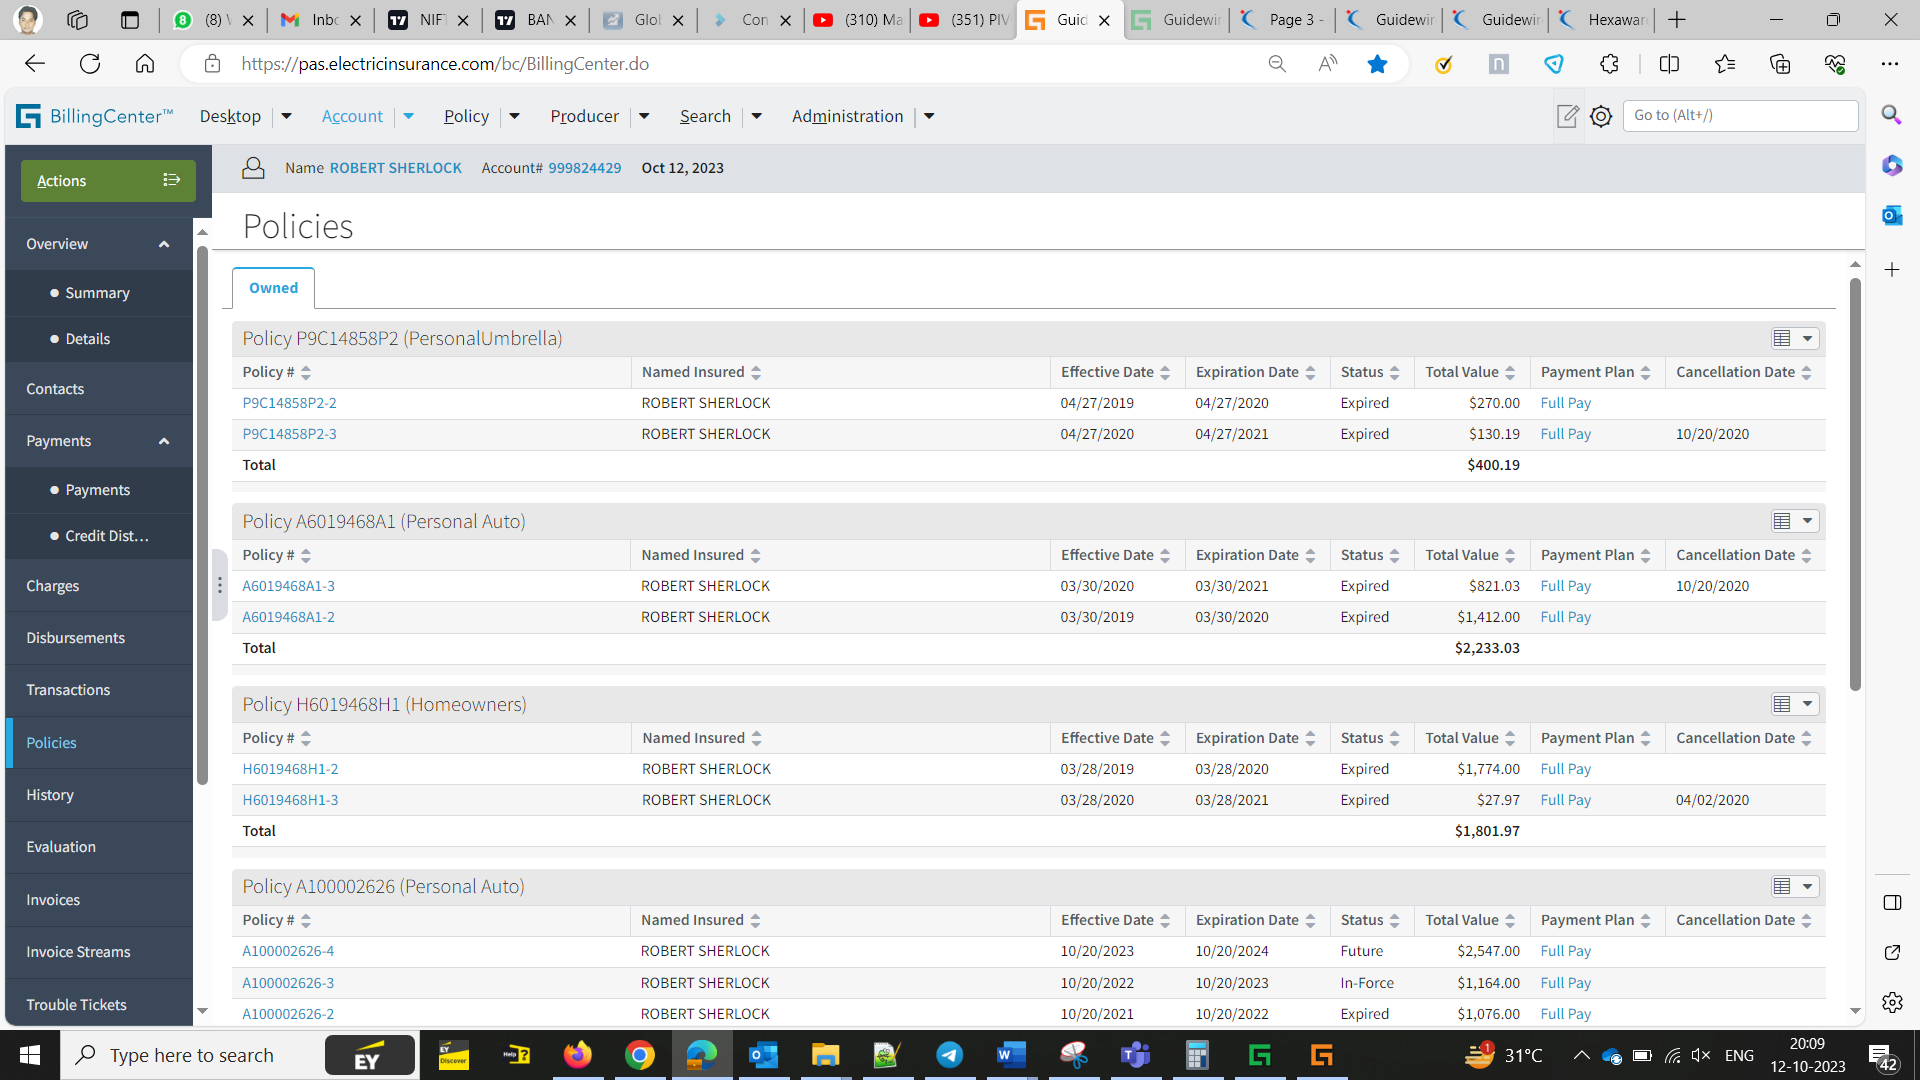 (8) W
Inbo
NIFT
BAN
Glob
Con
(310) Ma
(351) PIV
Guid
Guidewir
Page 3 -
Guidewir
Guidewir
Hexaware
https://pas.electricinsurance.com/bc/BillingCenter.do
BillingCenter™ Desktop Account Policy Producer Search Administration Go to (Alt+/)
Actions
Name ROBERT SHERLOCK Account# 999824429 Oct 12, 2023
Overview
Summary
Details
Contacts
Payments
Payments
Credit Dist...
Charges
Disbursements
Transactions
Policies
History
Evaluation
Invoices
Invoice Streams
Trouble Tickets
Policies
Owned
Policy P9C14858P2 (PersonalUmbrella)
Policy # Named Insured Effective Date Expiration Date Status Total Value Payment Plan Cancellation Date
P9C14858P2-2 ROBERT SHERLOCK 04/27/2019 04/27/2020 Expired $270.00 Full Pay
P9C14858P2-3 ROBERT SHERLOCK 04/27/2020 04/27/2021 Expired $130.19 Full Pay 10/20/2020
Total $400.19
Policy A6019468A1 (Personal Auto)
Policy # Named Insured Effective Date Expiration Date Status Total Value Payment Plan Cancellation Date
A6019468A1-3 ROBERT SHERLOCK 03/30/2020 03/30/2021 Expired $821.03 Full Pay 10/20/2020
A6019468A1-2 ROBERT SHERLOCK 03/30/2019 03/30/2020 Expired $1,412.00 Full Pay
Total $2,233.03
Policy H6019468H1 (Homeowners)
Policy # Named Insured Effective Date Expiration Date Status Total Value Payment Plan Cancellation Date
H6019468H1-2 ROBERT SHERLOCK 03/28/2019 03/28/2020 Expired $1,774.00 Full Pay
H6019468H1-3 ROBERT SHERLOCK 03/28/2020 03/28/2021 Expired $27.97 Full Pay 04/02/2020
Total $1,801.97
Policy A100002626 (Personal Auto)
Policy # Named Insured Effective Date Expiration Date Status Total Value Payment Plan Cancellation Date
A100002626-4 ROBERT SHERLOCK 10/20/2023 10/20/2024 Future $2,547.00 Full Pay
A100002626-3 ROBERT SHERLOCK 10/20/2022 10/20/2023 In-Force $1,164.00 Full Pay
A100002626-2 ROBERT SHERLOCK 10/20/2021 10/20/2022 Expired $1,076.00 Full Pay
Type here to search
EY
EY Discover
Help ?
1
31°C
ENG
20:09
12-10-2023
42